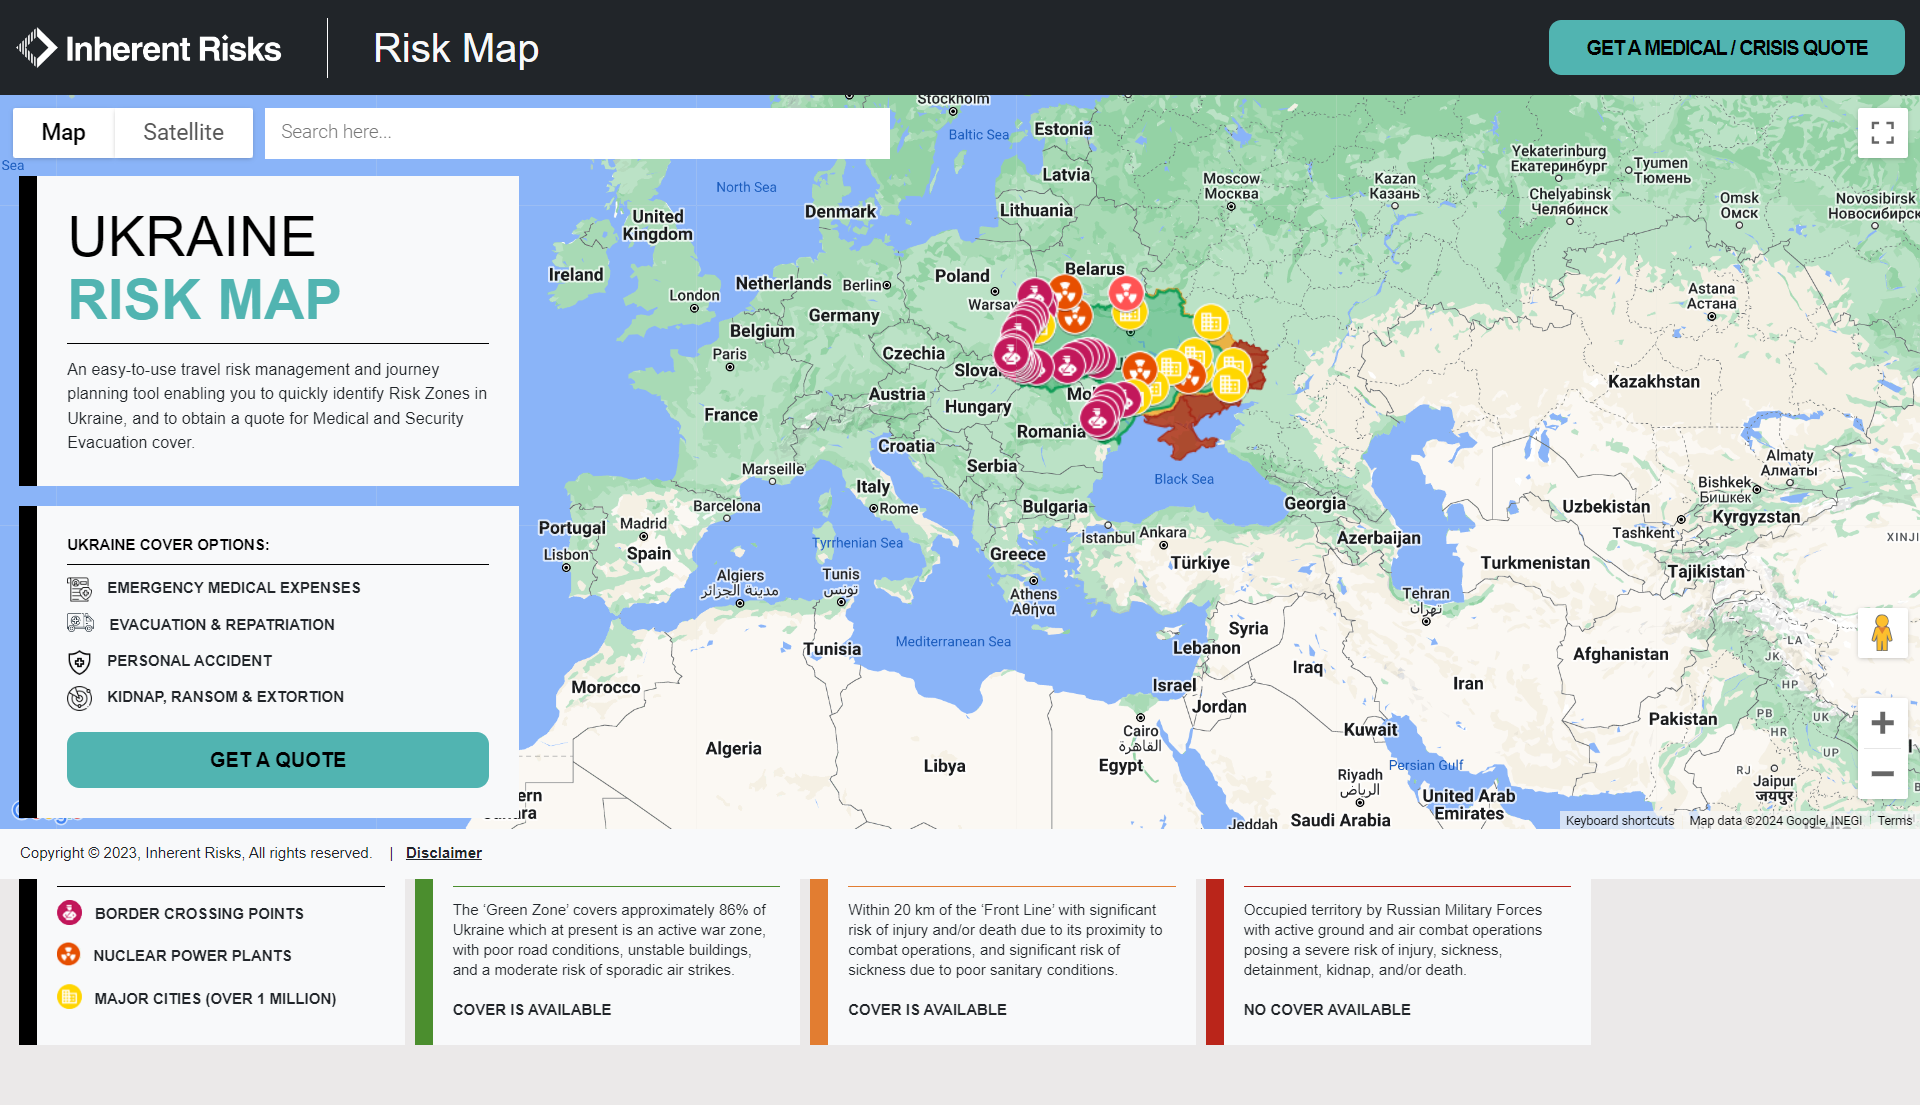 Inherent Risks
Risk Map
GET A MEDICAL / CRISIS QUOTE
Map
Satellite
Search here...
Sea
UKRAINE
RISK MAP
An easy-to-use travel risk management and journey
planning tool enabling you to quickly identify Risk Zones in
Ukraine, and to obtain a quote for Medical and Security
Evacuation cover.
UKRAINE COVER OPTIONS:
EMERGENCY MEDICAL EXPENSES
EVACUATION & REPATRIATION
PERSONAL ACCIDENT
KIDNAP, RANSOM & EXTORTION
GET A QUOTE
Stockholm
Baltic Sea
Estonia
Latvia
Lithuania
North Sea
Denmark
United
Kingdom
Ireland
London
Netherlands
Berlin
Poland
Belarus
Belgium
Germany
Paris
Czechia
France
Austria
Hungary
Romania
Croatia
Serbia
Marseille
Italy
Rome
Barcelona
Bulgaria
Black Sea
Portugal
Madrid
Lisbon
Spain
Tyrrhenian Sea
Greece
İstanbul
Ankara
Türkiye
Algiers
مدينة الجزائر
Tunis
تونس
Athens
Αθήνα
Mediterranean Sea
Tunisia
Morocco
Algeria
Libya
Cairo
القاهرة
Egypt
Syria
Lebanon
Israel
Jordan
Iraq
Kuwait
Iran
Tehran
تهران
Persian Gulf
Riyadh
الرياض
Saudi Arabia
Jeddah
United Arab
Emirates
Georgia
Azerbaijan
Moscow
Москва
Kazan
Казань
Yekaterinburg
Екатеринбург
Tyumen
Тюмень
Chelyabinsk
Челябинск
Omsk
Омск
Novosibirsk
Новосибирск
Astana
Астана
Kazakhstan
Almaty
Алматы
Bishkek
Бишкек
Kyrgyzstan
Uzbekistan
Tashkent
Turkmenistan
Tajikistan
XINJI
Afghanistan
Pakistan
LA
JK
HP
PB
UK
HR
UP
RJ
Jaipur
जयपुर
Keyboard shortcuts
Map data ©2024 Google, INEGI
Terms
Copyright © 2023, Inherent Risks, All rights reserved. | Disclaimer
BORDER CROSSING POINTS
NUCLEAR POWER PLANTS
MAJOR CITIES (OVER 1 MILLION)
The ‘Green Zone’ covers approximately 86% of
Ukraine which at present is an active war zone,
with poor road conditions, unstable buildings,
and a moderate risk of sporadic air strikes.
COVER IS AVAILABLE
Within 20 km of the ‘Front Line’ with significant
risk of injury and/or death due to its proximity to
combat operations, and significant risk of
sickness due to poor sanitary conditions.
COVER IS AVAILABLE
Occupied territory by Russian Military Forces
with active ground and air combat operations
posing a severe risk of injury, sickness,
detainment, kidnap, and/or death.
NO COVER AVAILABLE